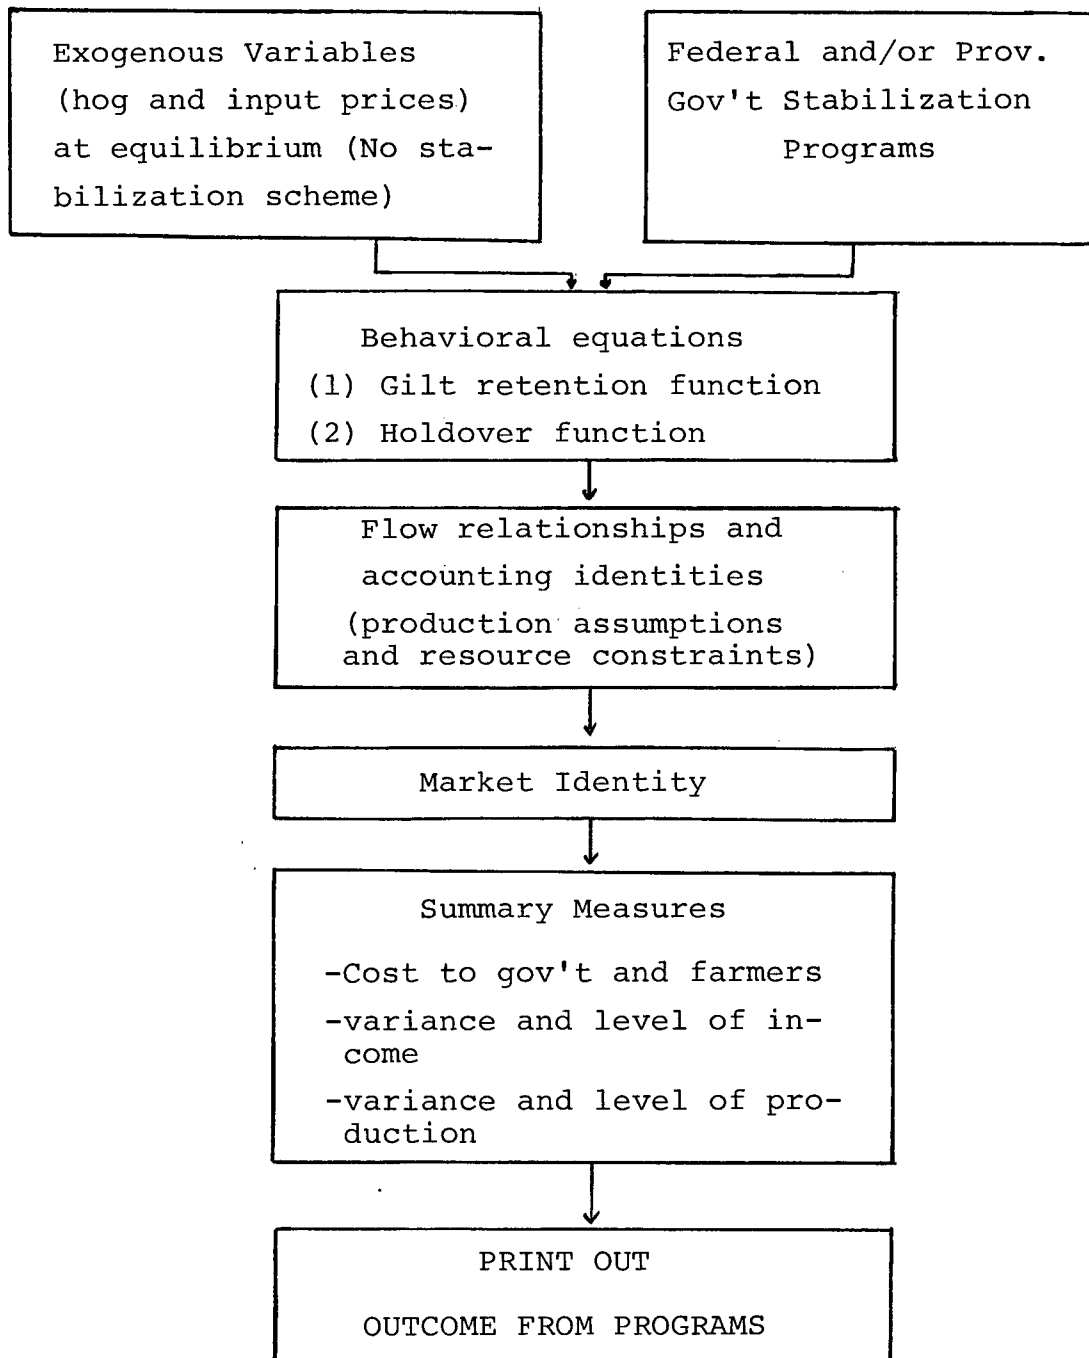 Exogenous Variables
(hog and input prices)
at equilibrium (No sta-
bilization scheme)
Federal and/or Prov.
Gov't Stabilization
Programs
Behavioral equations
(1) Gilt retention function
(2) Holdover function
Flow relationships and
accounting identities
(production assumptions
and resource constraints)
Market Identity
Summary Measures
-Cost to gov't and farmers
-variance and level of in-
come
-variance and level of pro-
duction
PRINT OUT
OUTCOME FROM PROGRAMS